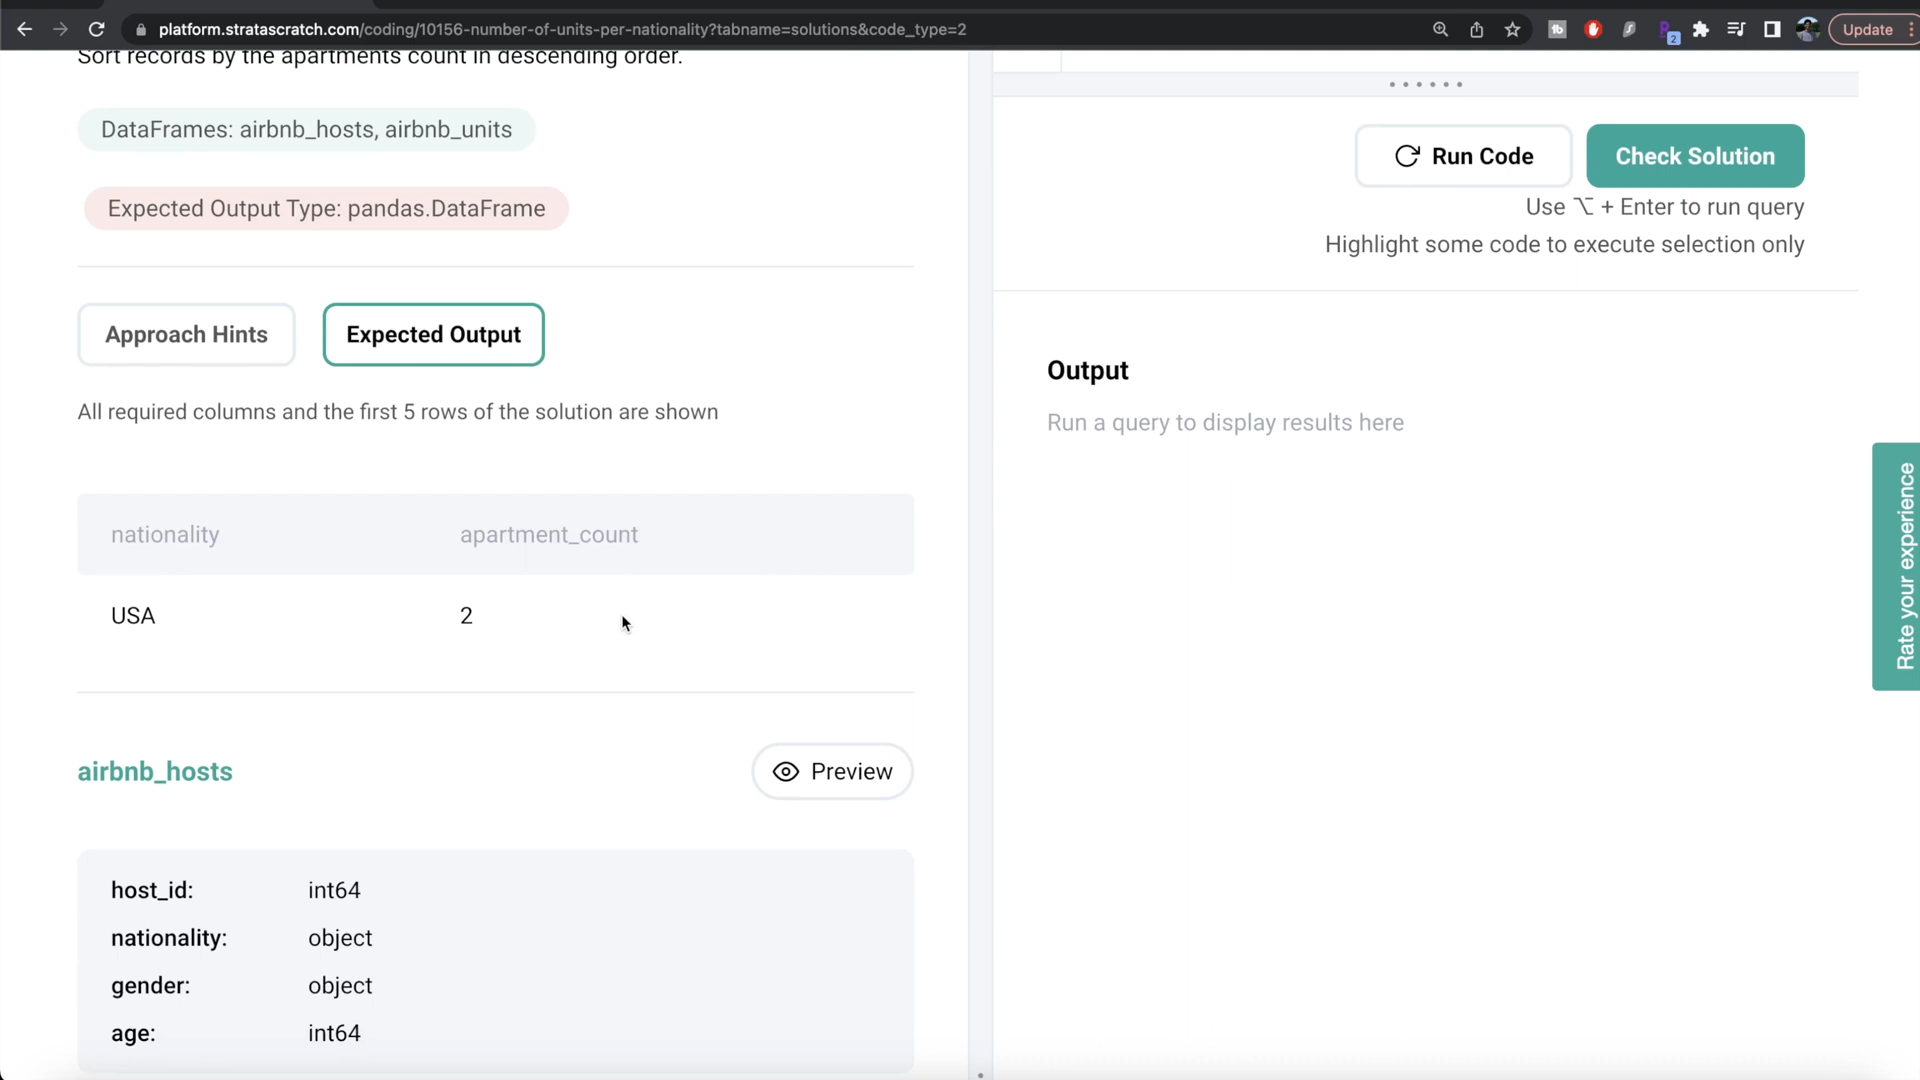 platform.stratascratch.com/coding/10156-number-of-units-per-nationality?tabname=solutions&code_type=2
2
Update
Sort records by the apartments count in descending order.
DataFrames: airbnb_hosts, airbnb_units
Expected Output Type: pandas.DataFrame
Approach Hints
Expected Output
All required columns and the first 5 rows of the solution are shown
nationality apartment_count
USA 2
airbnb_hosts
Preview
host_id: int64
nationality: object
gender: object
age: int64
Run Code
Check Solution
Use ⌥ + Enter to run query
Highlight some code to execute selection only
Output
Run a query to display results here
Rate your experience